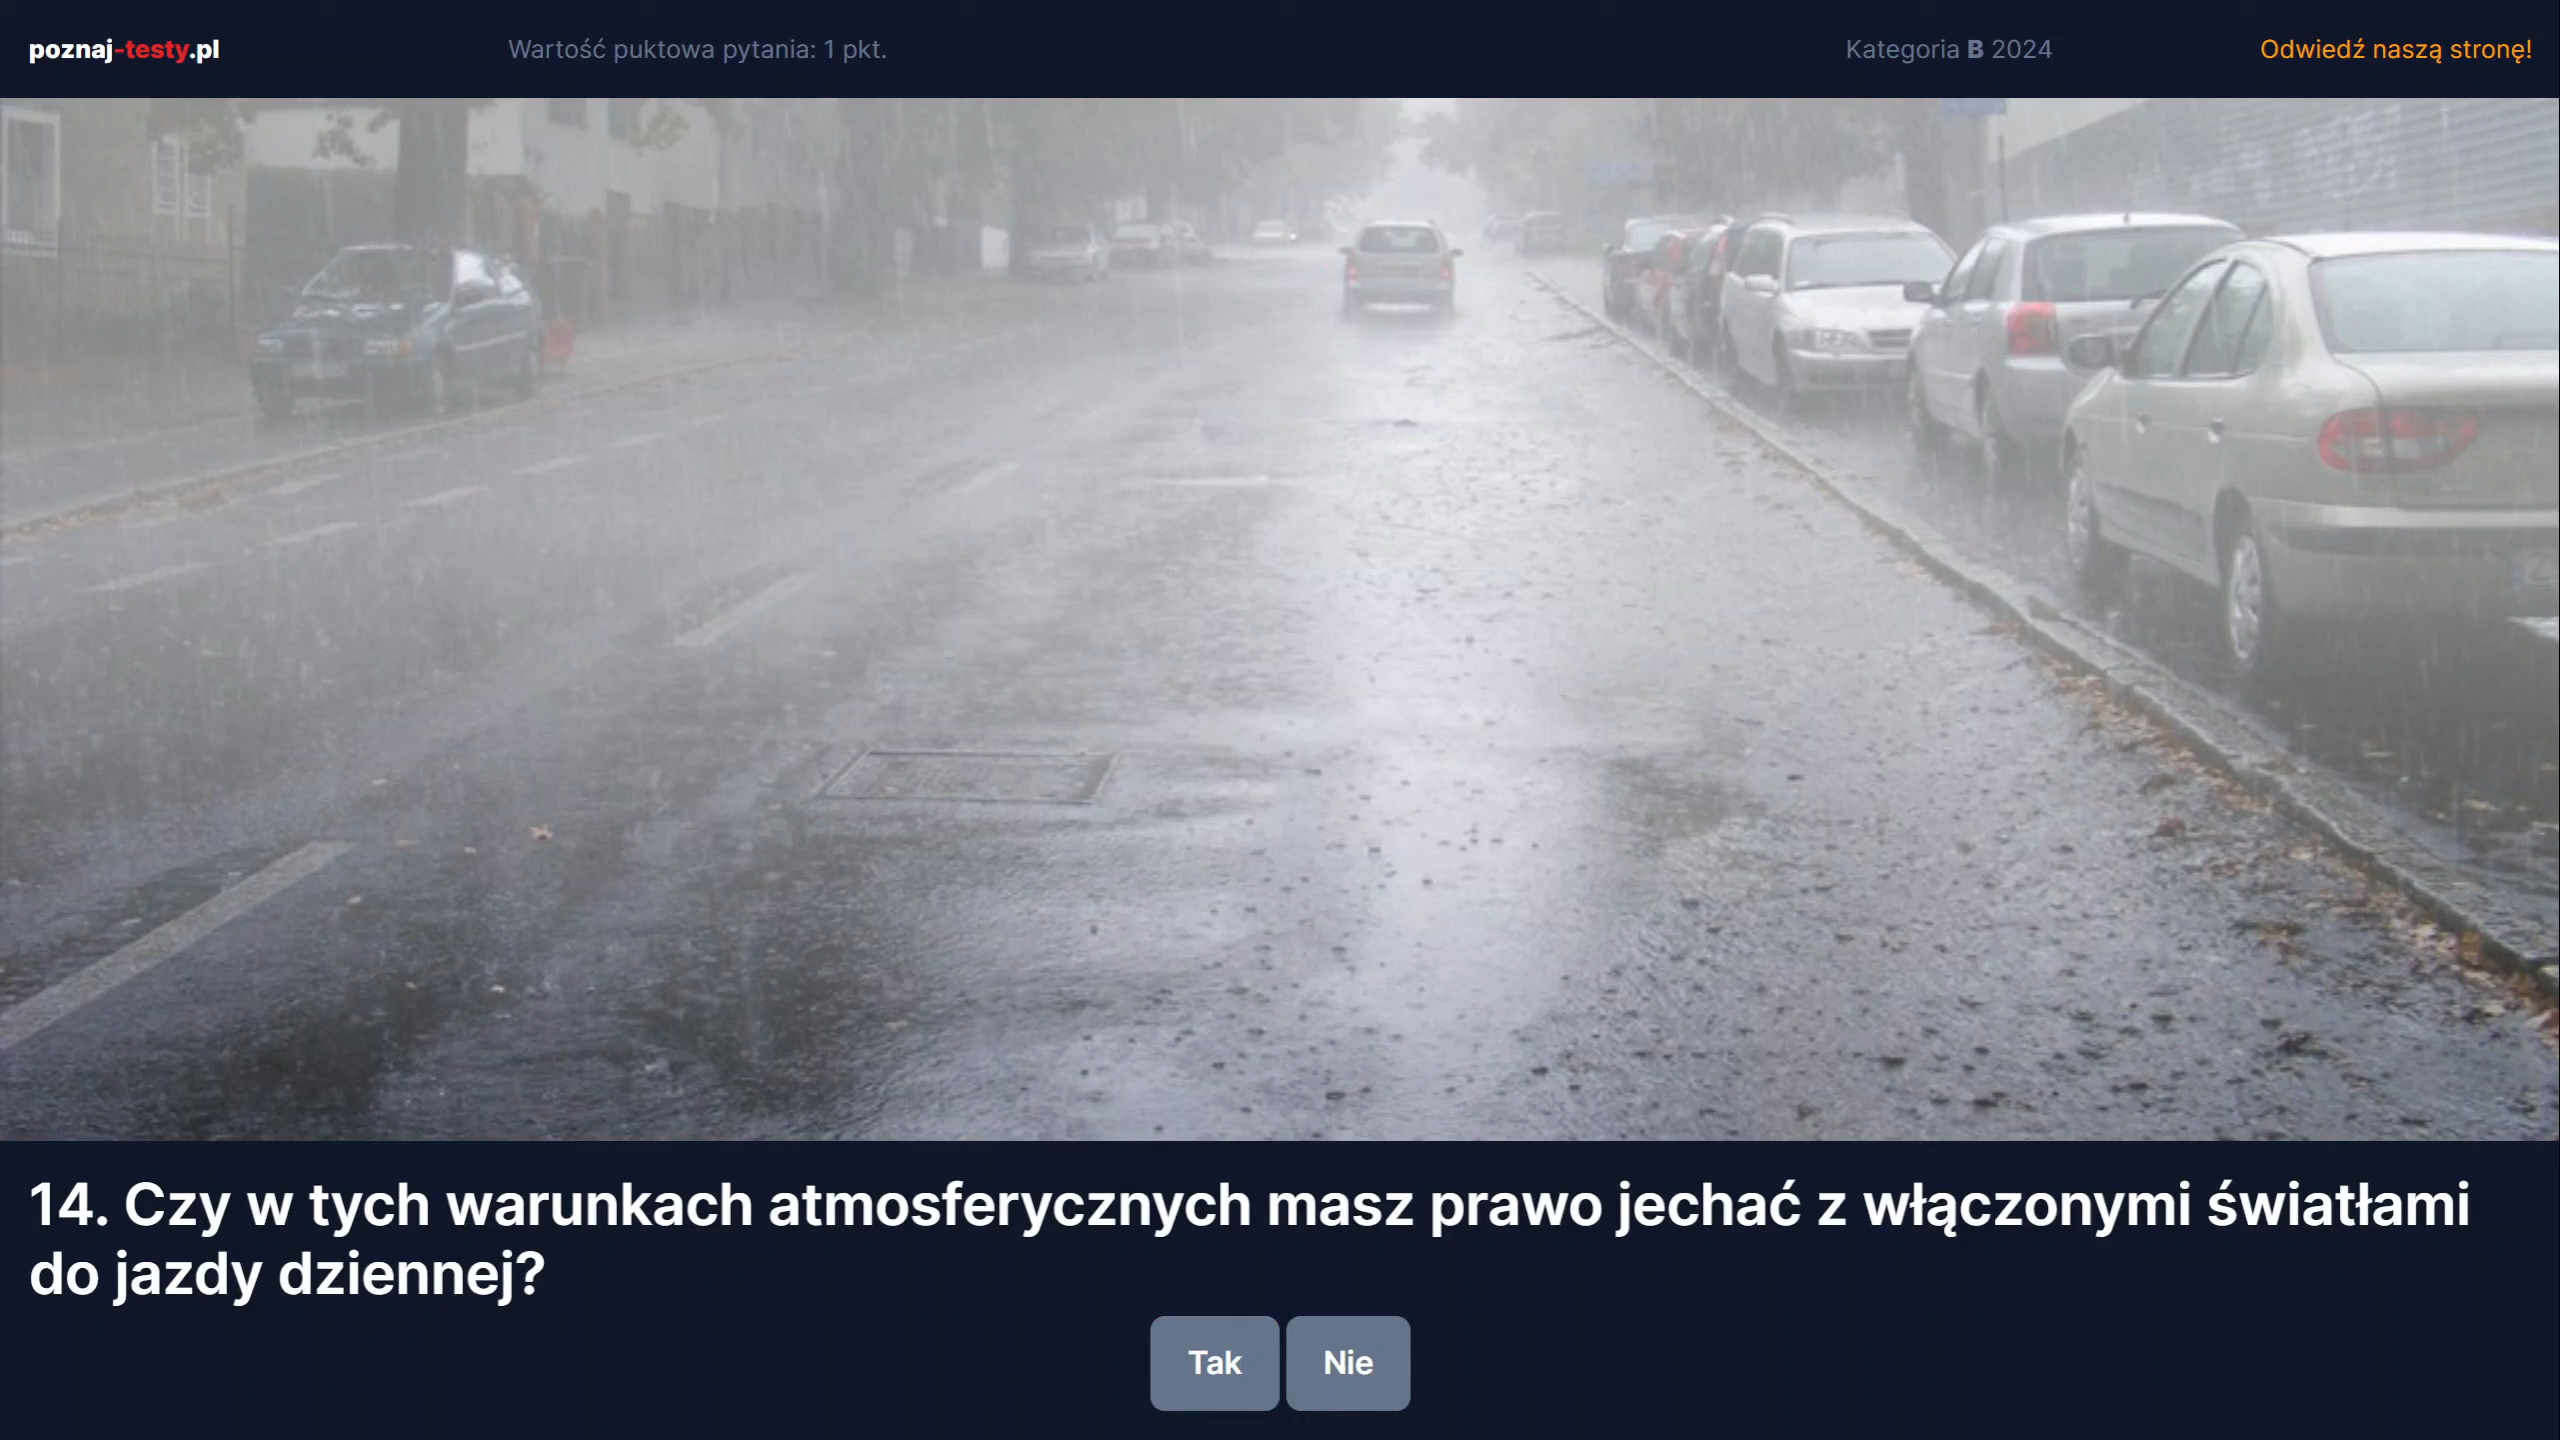 poznaj-testy.pl
Wartość puktowa pytania: 1 pkt.
Kategoria B 2024
Odwiedź naszą stronę!
14. Czy w tych warunkach atmosferycznych masz prawo jechać z włączonymi światłami
do jazdy dziennej?
Tak
Nie